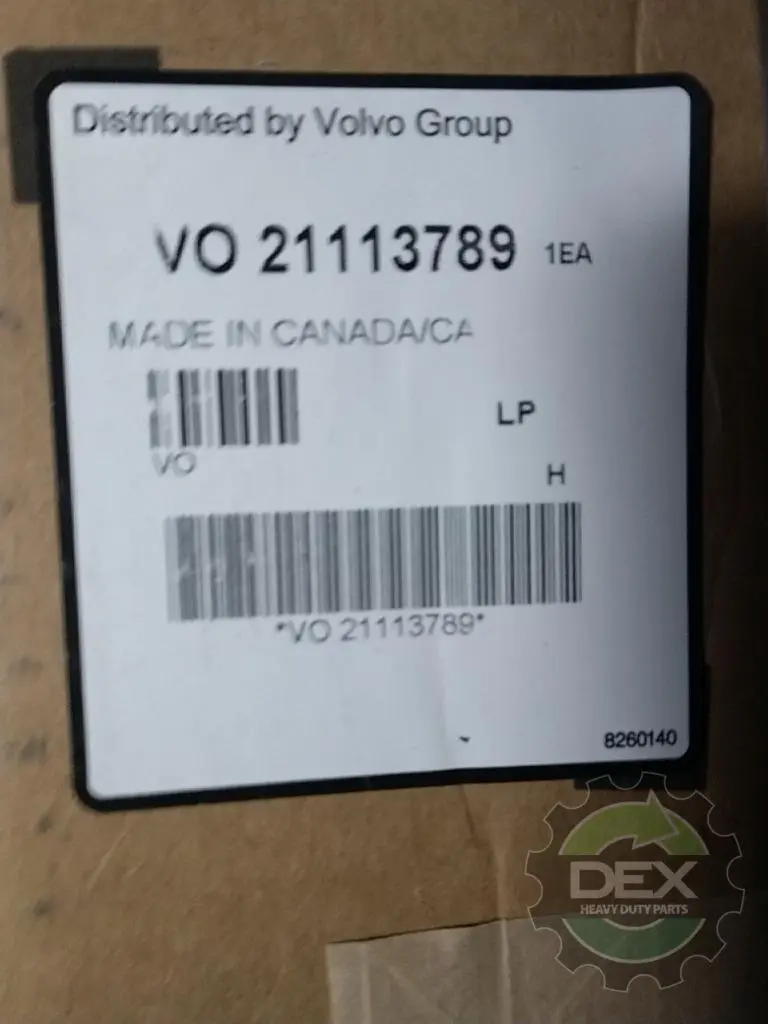 Distributed by Volvo Group
VO 21113789 1EA
MADE IN CANADA/CA
LP
VO
H
*VO 21113789*
8260140
DEX
HEAVY DUTY PARTS